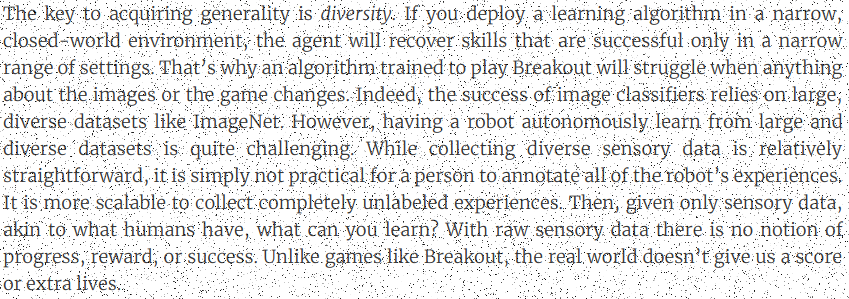 The key to acquiring generality is diversity. If you deploy a learning algorithm in a narrow,
closed-world environment, the agent will recover skills that are successful only in a narrow
range of settings. That's why an algorithm trained to play Breakout will struggle when anything
about the images or the game changes. Indeed, the success of image classifiers relies on large,
diverse datasets like ImageNet. However, having a robot autonomously learn from large and
diverse datasets is quite challenging. While collecting diverse sensory data is relatively
straightforward, it is simply not practical for a person to annotate all of the robot's experiences.
It is more scalable to collect completely unlabeled experiences. Then, given only sensory data,
akin to what humans have, what can you learn? With raw sensory data there is no notion of
progress, reward, or success. Unlike games like Breakout, the real world doesn't give us a score
or extra lives.